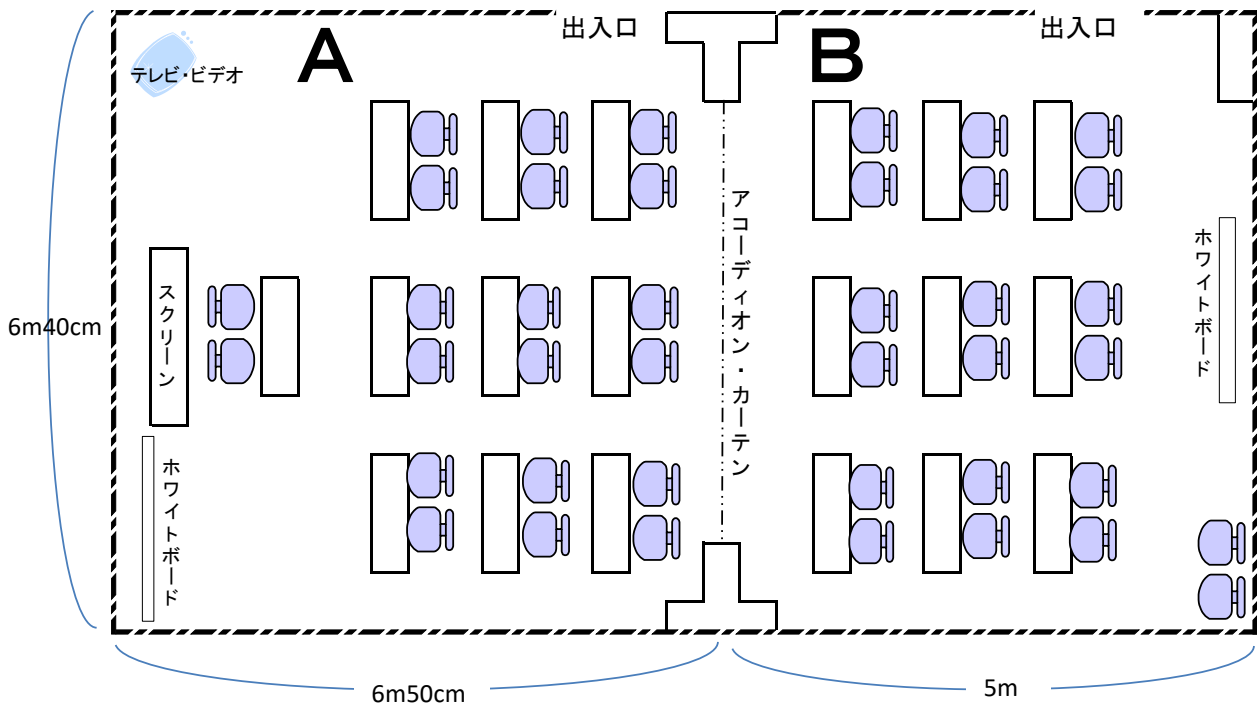 出入口
出入口
A
B
テレビ・ビデオ
アコーディオン・カーテン
ホワイトボード
スクリーン
6m40cm
ホワイトボード
6m50cm
5m